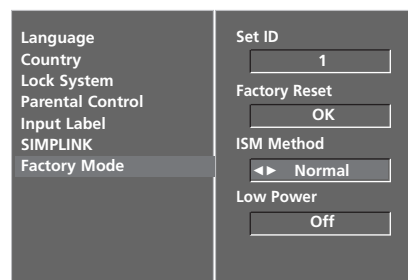 Language
Country
Lock System
Parental Control
Input Label
SIMPLINK
Factory Mode
Set ID
1
Factory Reset
OK
ISM Method
◄► Normal
Low Power
Off